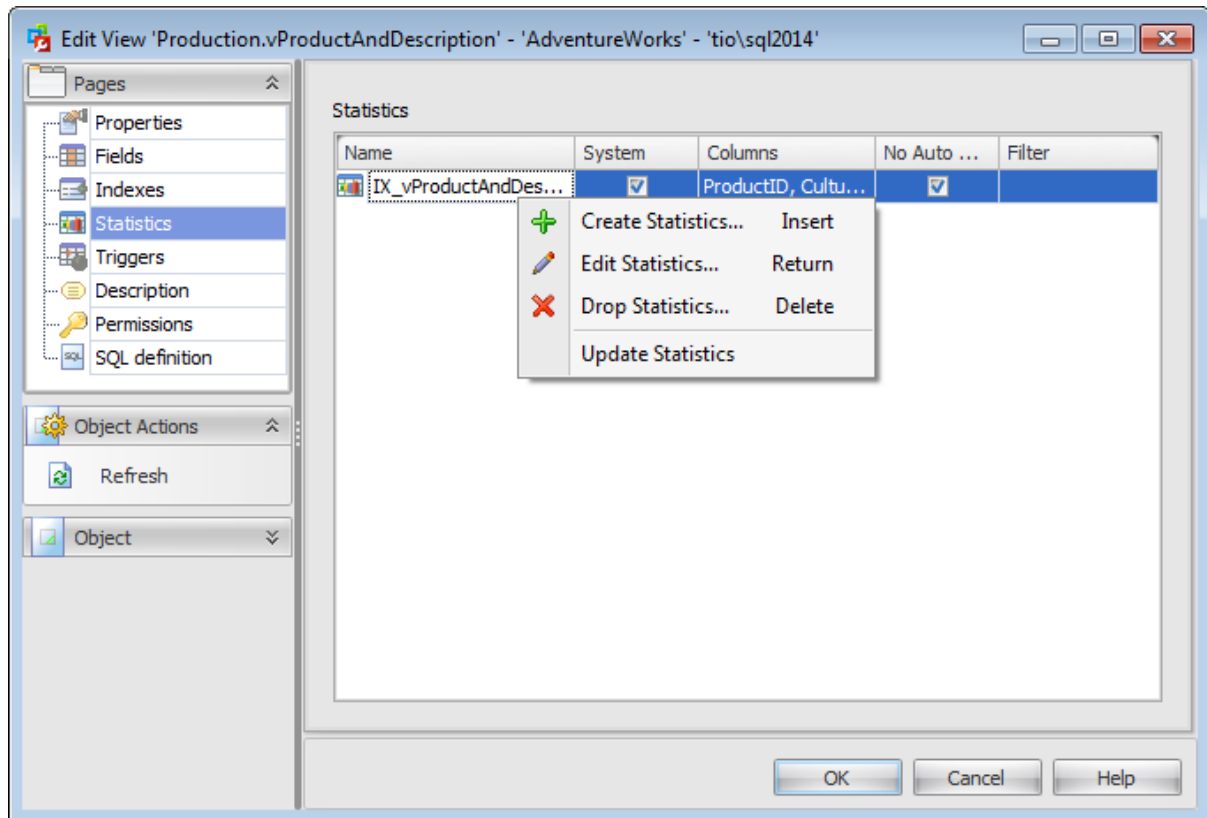 Edit View 'Production.vProductAndDescription' - 'AdventureWorks' - 'tio\sql2014'
Pages
Properties
Fields
Indexes
Statistics
Triggers
Description
Permissions
SQL
SQL definition
Object Actions
Refresh
Object
Statistics
Name System Columns No Auto ... Filter
IX_vProductAndDes... ProductID, Cultu...
Create Statistics... Insert
Edit Statistics... Return
Drop Statistics... Delete
Update Statistics
OK Cancel Help